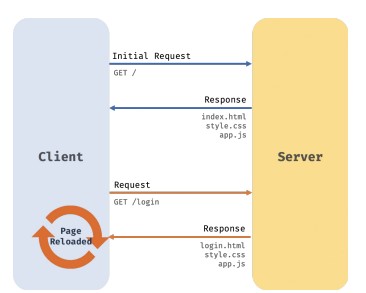 Initial Request
GET /
Response
index.html
style.css
app.js
Client
Server
Request
GET /login
Response
login.html
style.css
app.js
Page
Reloaded